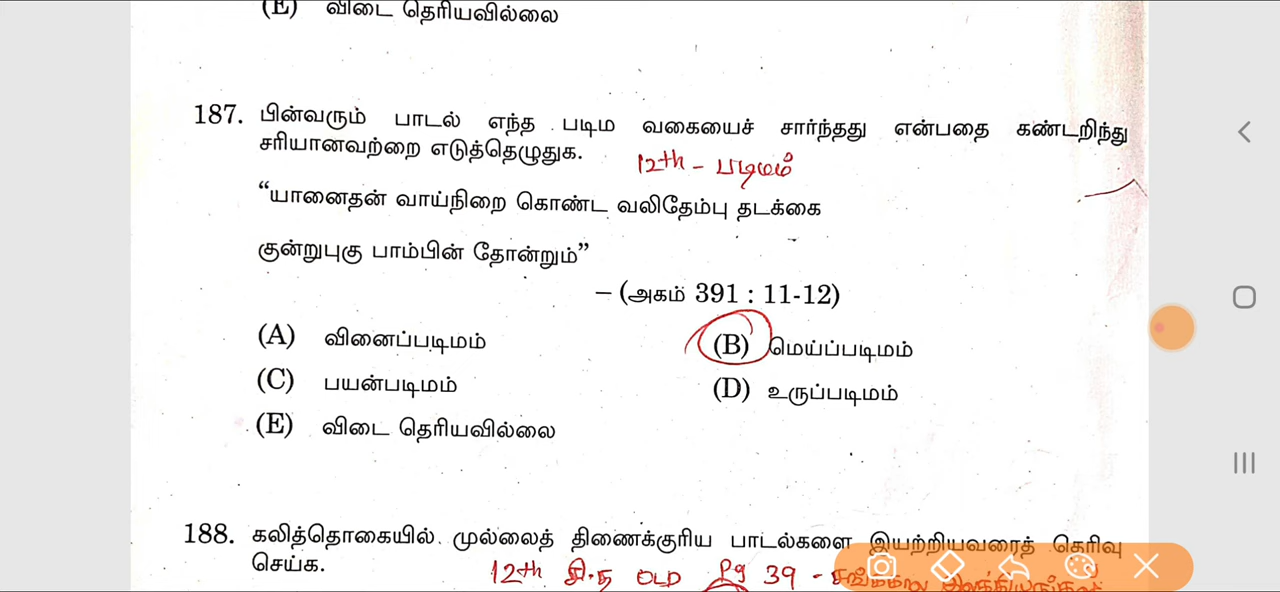 (E) விடை தெரியவில்லை
187. பின்வரும் பாடல் எந்த படிம வகையைச் சார்ந்தது என்பதை கண்டறிந்து
சரியானவற்றை எடுத்தெழுதுக.
12th - படிமம்
“யானைதன் வாய்நிறை கொண்ட வலிதேம்பு தடக்கை
குன்றுபுகு பாம்பின் தோன்றும்”
– (அகம் 391 : 11-12)
(A) வினைப்படிமம் (B) மெய்ப்படிமம்
(C) பயன்படிமம் (D) உருப்படிமம்
(E) விடை தெரியவில்லை
188. கலித்தொகையில் முல்லைத் திணைக்குரிய பாடல்களை இயற்றியவரைத் தெரிவு
செய்க.
12th Pg 39 -